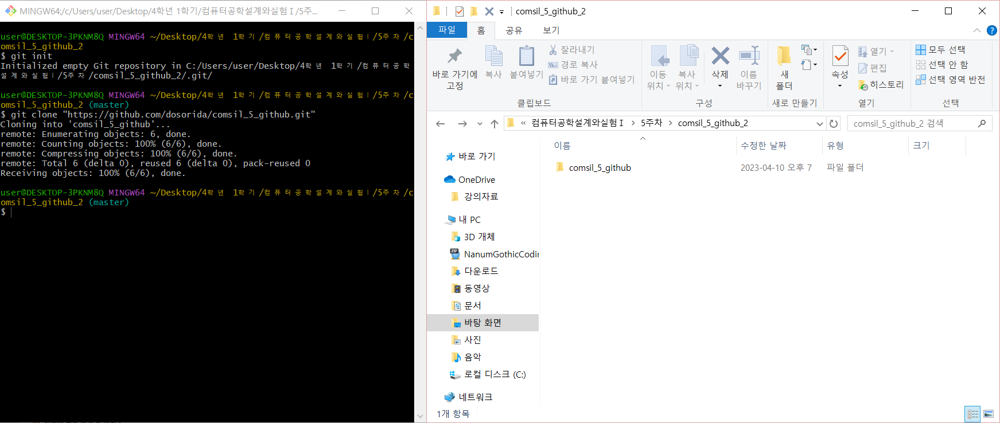 MINGW64:/c/Users/user/Desktop/4학년 1학기/컴퓨터공학설계와실험Ⅰ/5주...
user@DESKTOP-3PKNM8Q MINGW64 ~/Desktop/4학년 1학기/컴퓨터공학설계와실험Ⅰ/5주차/c
omsil_5_github_2
$ git init
Initialized empty Git repository in C:/Users/user/Desktop/4학년 1학기/컴퓨터공학
설계와실험Ⅰ/5주차/comsil_5_github_2/.git/
user@DESKTOP-3PKNM8Q MINGW64 ~/Desktop/4학년 1학기/컴퓨터공학설계와실험Ⅰ/5주차/c
omsil_5_github_2 (master)
$ git clone "https://github.com/dosorida/comsil_5_github.git"
Cloning into 'comsil_5_github'...
remote: Enumerating objects: 6, done.
remote: Counting objects: 100% (6/6), done.
remote: Compressing objects: 100% (6/6), done.
remote: Total 6 (delta 0), reused 6 (delta 0), pack-reused 0
Receiving objects: 100% (6/6), done.
user@DESKTOP-3PKNM8Q MINGW64 ~/Desktop/4학년 1학기/컴퓨터공학설계와실험Ⅰ/5주차/c
omsil_5_github_2 (master)
$
comsil_5_github_2
파일 홈 공유 보기
바로 가기에
고정
복사
붙여넣기
잘라내기
경로 복사
바로 가기 붙여넣기
클립보드
이동
위치
복사
위치
삭제
이름
바꾸기
구성
새
폴더
새로 만들기
속성
열기
편집
히스토리
열기
모두 선택
선택 안 함
선택 영역 반전
선택
« 컴퓨터공학설계와실험Ⅰ > 5주차 > comsil_5_github_2
comsil_5_github_2 검색
이름 수정한 날짜 유형 크기
comsil_5_github 2023-04-10 오후 7 파일 폴더
바로 가기
OneDrive
강의자료
내 PC
3D 개체
ZIP
NanumGothicCodin
다운로드
동영상
문서
바탕 화면
사진
음악
로컬 디스크 (C:)
네트워크
1개 항목